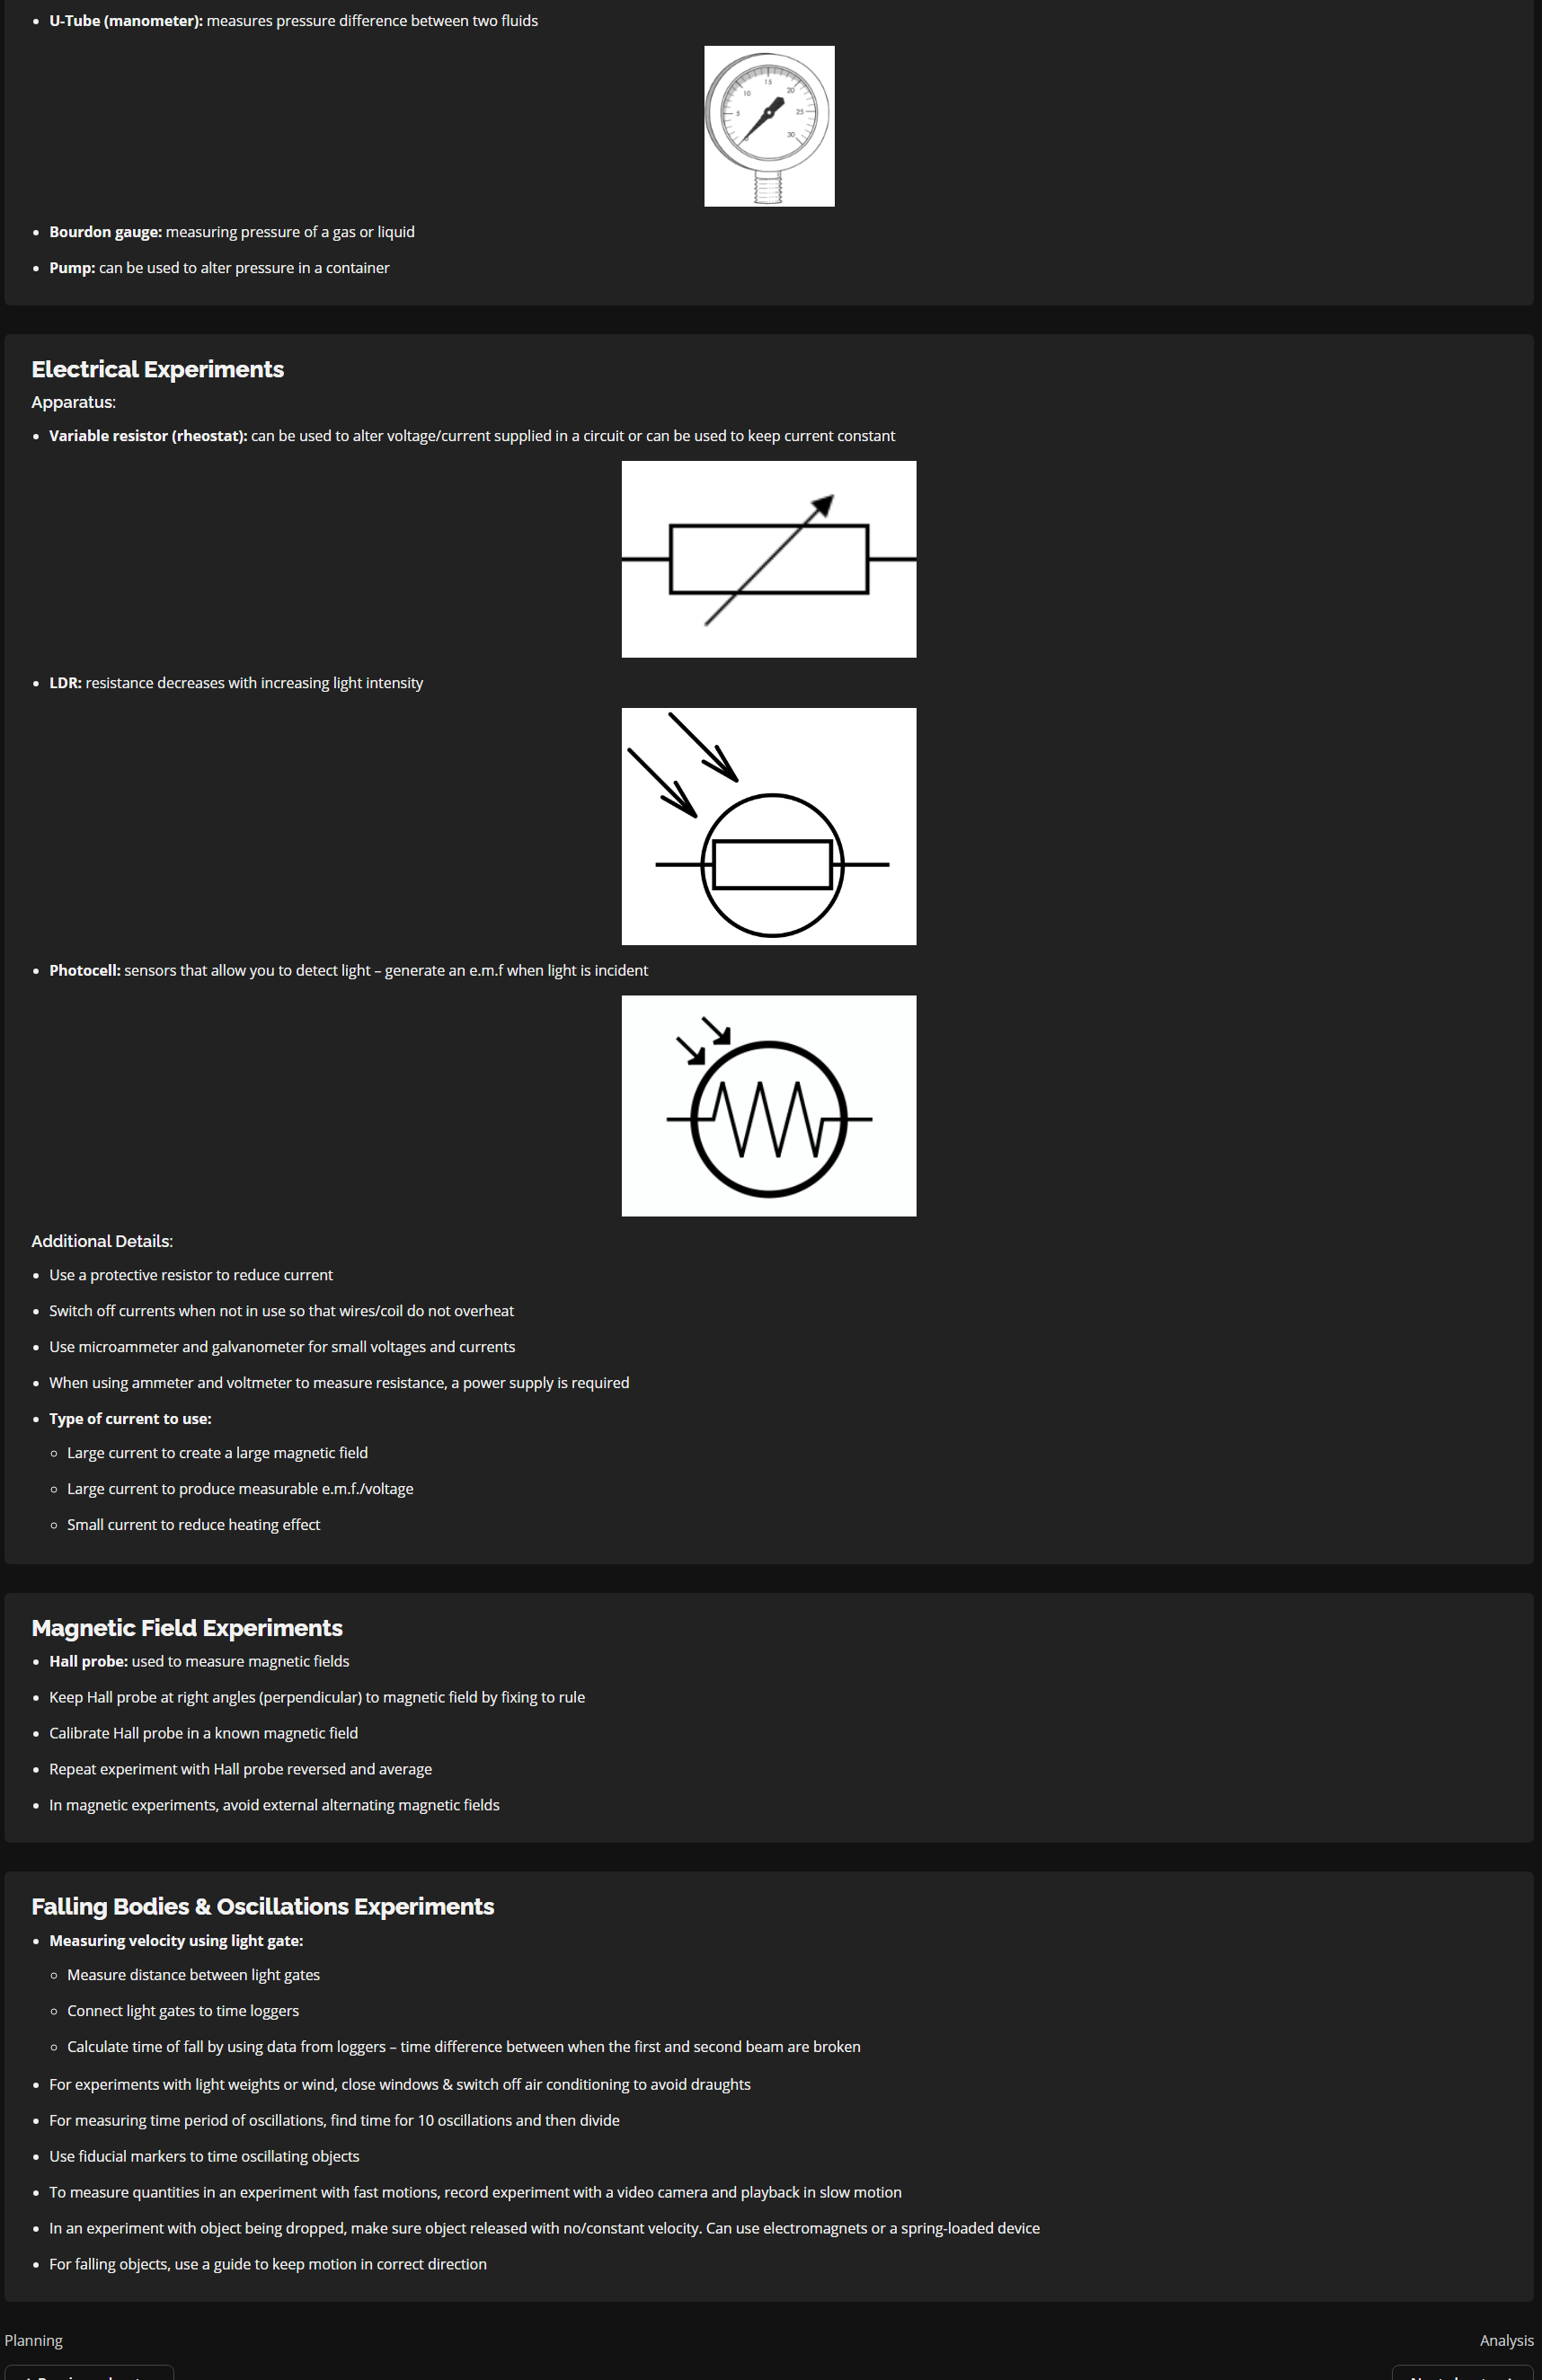 U-Tube (manometer): measures pressure difference between two fluids
15
10
20
5
25
0
30
Bourdon gauge: measuring pressure of a gas or liquid
Pump: can be used to alter pressure in a container
Electrical Experiments
Apparatus:
Variable resistor (rheostat): can be used to alter voltage/current supplied in a circuit or can be used to keep current constant
LDR: resistance decreases with increasing light intensity
Photocell: sensors that allow you to detect light – generate an e.m.f when light is incident
Additional Details:
Use a protective resistor to reduce current
Switch off currents when not in use so that wires/coil do not overheat
Use microammeter and galvanometer for small voltages and currents
When using ammeter and voltmeter to measure resistance, a power supply is required
Type of current to use:
Large current to create a large magnetic field
Large current to produce measurable e.m.f./voltage
Small current to reduce heating effect
Magnetic Field Experiments
Hall probe: used to measure magnetic fields
Keep Hall probe at right angles (perpendicular) to magnetic field by fixing to rule
Calibrate Hall probe in a known magnetic field
Repeat experiment with Hall probe reversed and average
In magnetic experiments, avoid external alternating magnetic fields
Falling Bodies & Oscillations Experiments
Measuring velocity using light gate:
Measure distance between light gates
Connect light gates to time loggers
Calculate time of fall by using data from loggers – time difference between when the first and second beam are broken
For experiments with light weights or wind, close windows & switch off air conditioning to avoid draughts
For measuring time period of oscillations, find time for 10 oscillations and then divide
Use fiducial markers to time oscillating objects
To measure quantities in an experiment with fast motions, record experiment with a video camera and playback in slow motion
In an experiment with object being dropped, make sure object released with no/constant velocity. Can use electromagnets or a spring-loaded device
For falling objects, use a guide to keep motion in correct direction
Planning
Analysis